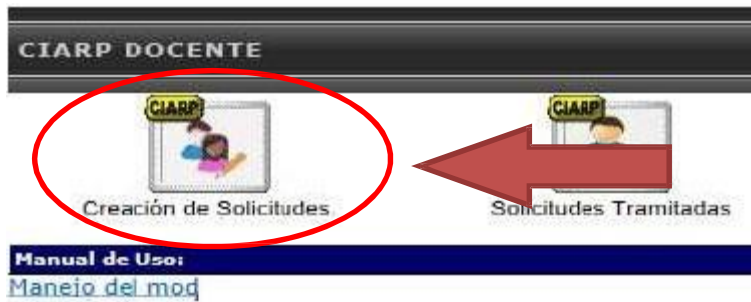 CIARP DOCENTE
CIARP CIARP
Creación de Solicitudes Solicitudes Tramitadas
Manual de Uso:
Manejo del mod